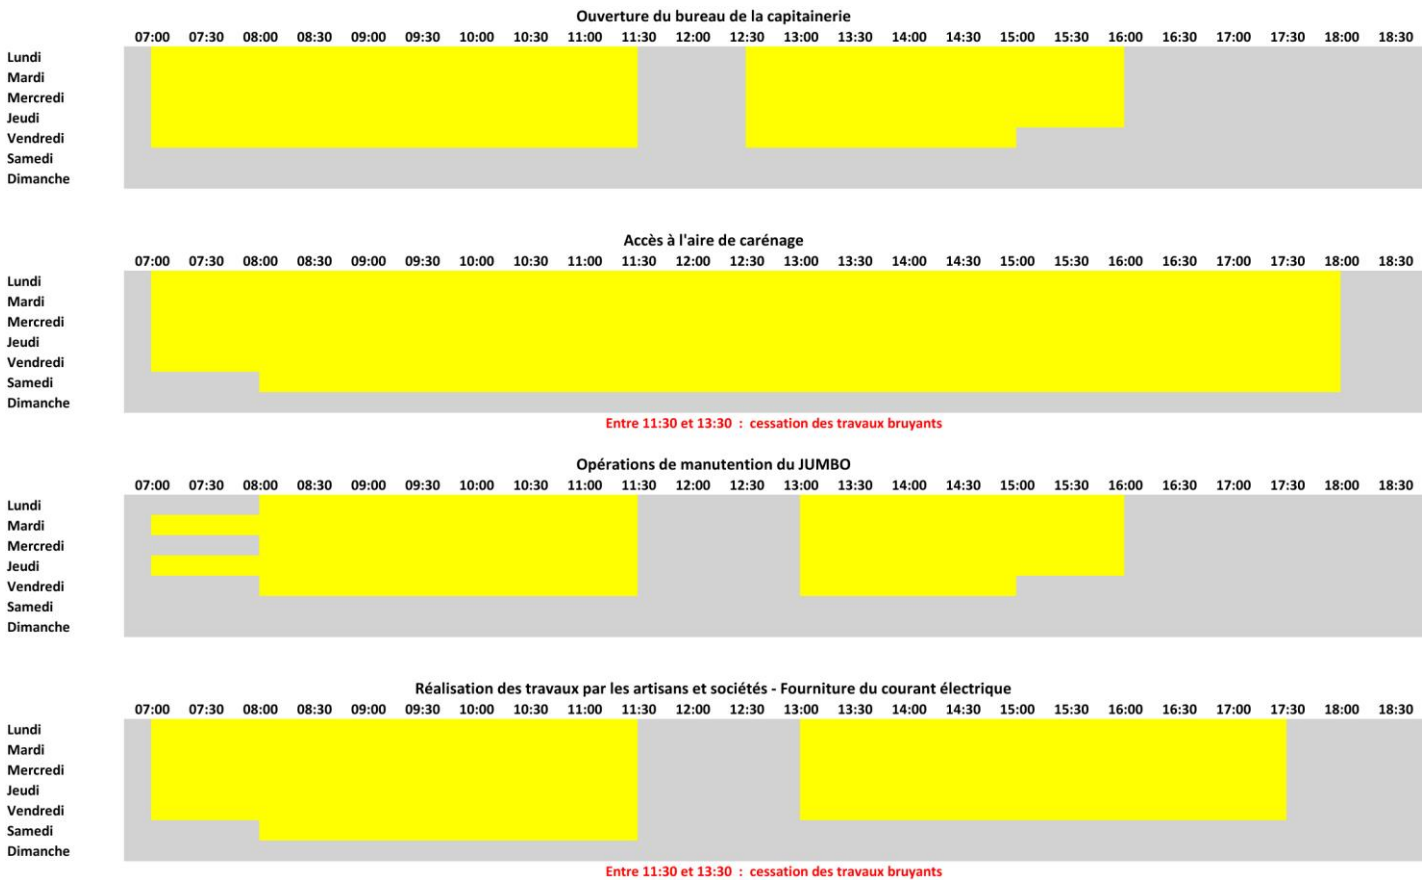 Ouverture du bureau de la capitainerie
07:00 07:30 08:00 08:30 09:00 09:30 10:00 10:30 11:00 11:30 12:00 12:30 13:00 13:30 14:00 14:30 15:00 15:30 16:00 16:30 17:00 17:30 18:00 18:30
Lundi
Mardi
Mercredi
Jeudi
Vendredi
Samedi
Dimanche
Accès à l'aire de carénage
07:00 07:30 08:00 08:30 09:00 09:30 10:00 10:30 11:00 11:30 12:00 12:30 13:00 13:30 14:00 14:30 15:00 15:30 16:00 16:30 17:00 17:30 18:00 18:30
Lundi
Mardi
Mercredi
Jeudi
Vendredi
Samedi
Dimanche
Entre 11:30 et 13:30 : cessation des travaux bruyants
Opérations de manutention du JUMBO
07:00 07:30 08:00 08:30 09:00 09:30 10:00 10:30 11:00 11:30 12:00 12:30 13:00 13:30 14:00 14:30 15:00 15:30 16:00 16:30 17:00 17:30 18:00 18:30
Lundi
Mardi
Mercredi
Jeudi
Vendredi
Samedi
Dimanche
Réalisation des travaux par les artisans et sociétés - Fourniture du courant électrique
07:00 07:30 08:00 08:30 09:00 09:30 10:00 10:30 11:00 11:30 12:00 12:30 13:00 13:30 14:00 14:30 15:00 15:30 16:00 16:30 17:00 17:30 18:00 18:30
Lundi
Mardi
Mercredi
Jeudi
Vendredi
Samedi
Dimanche
Entre 11:30 et 13:30 : cessation des travaux bruyants